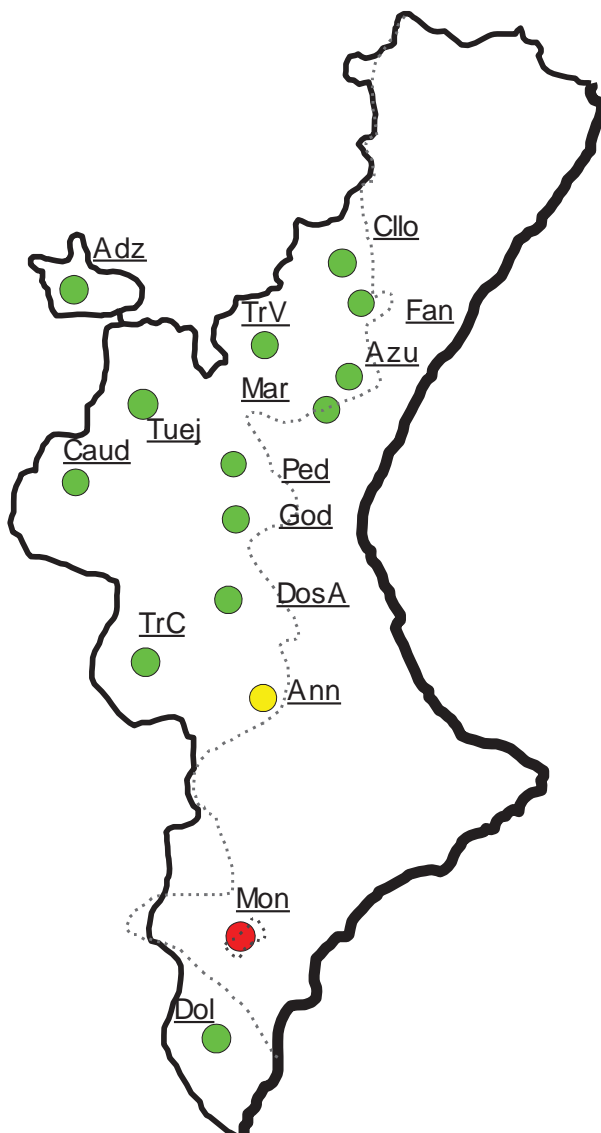 Cllo
Adz
Fan
TrV
Azu
Mar
Tuej
Caud
Ped
God
DosA
TrC
Ann
Mon
Dol